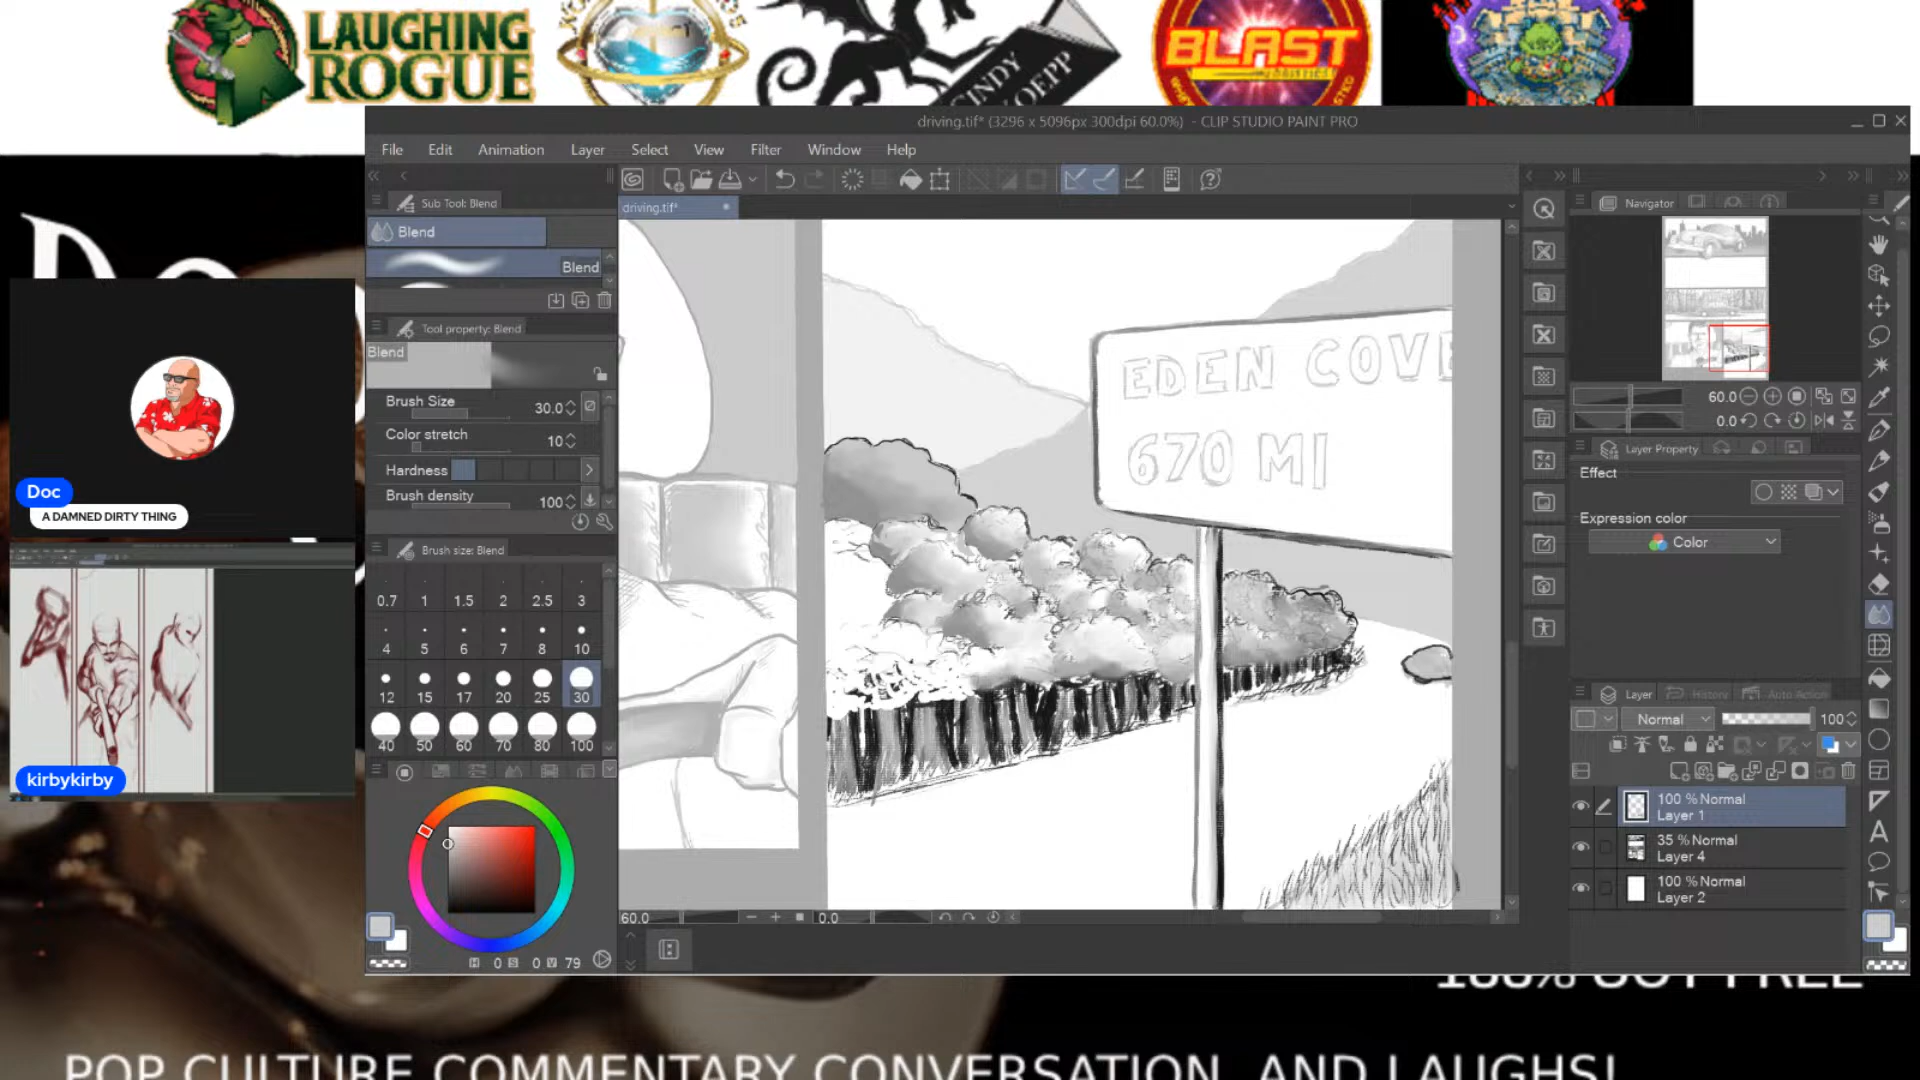 LAUGHING
ROGUE
CINDY
KOEPP
BLAST
driving.tif* (3296 x 5096px 300dpi 60.0%) - CLIP STUDIO PAINT PRO
File Edit Animation Layer Select View Filter Window Help
Sub Tool: Blend
Blend
Blend
Tool property: Blend
Blend
Brush Size 30.0
Color stretch 10
Hardness
Brush density 100
Brush size: Blend
0.7 1 1.5 2 2.5 3
4 5 6 7 8 10
12 15 17 20 25 30
40 50 60 70 80 100
H 0 S 0 V 79
driving.tif*
EDEN COVE
670 MI
60.0 0.0
Navigator
60.0
0.0
Layer Property
Effect
Expression color
Color
Layer History Auto Action
Normal 100
100 % Normal
Layer 1
35 % Normal
Layer 4
100 % Normal
Layer 2
Doc
A DAMNED DIRTY THING
kirbykirby
POP CULTURE COMMENTARY CONVERSATION, AND LAUGHS!